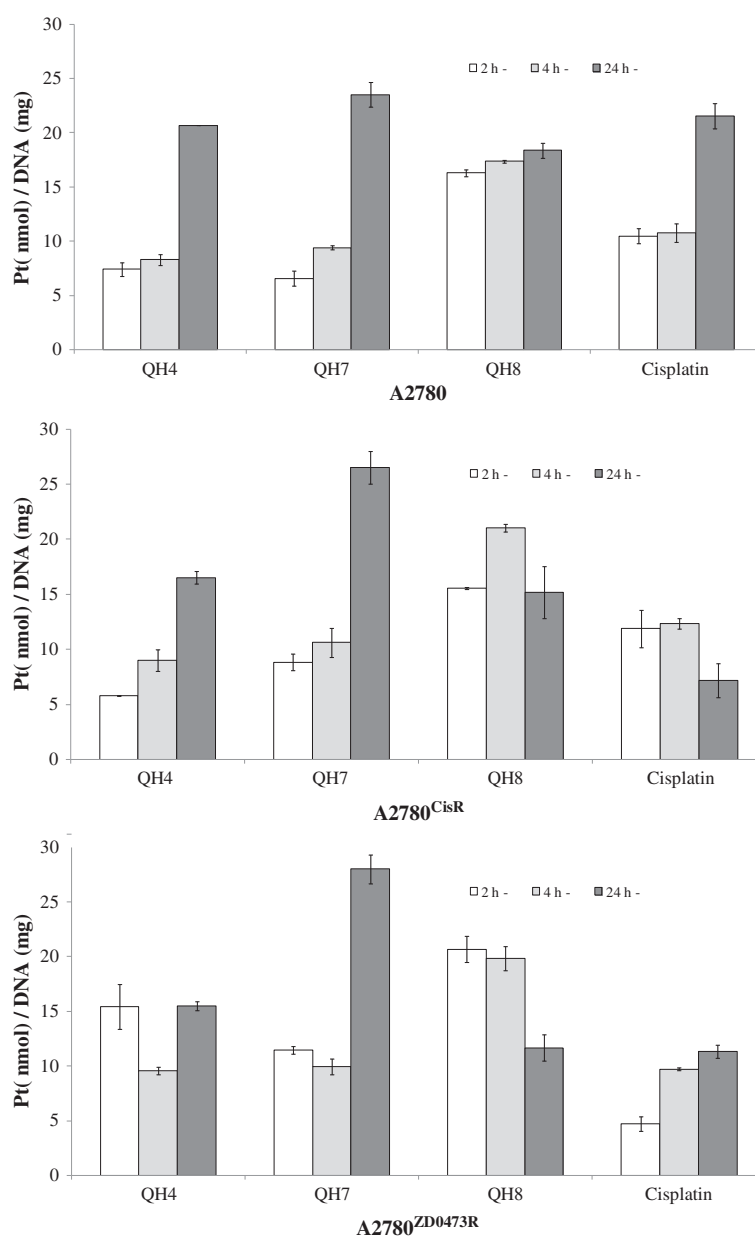 30
25
20
15
10
5
0
Pt( nmol) / DNA (mg)
2 h - 4 h - 24 h -
QH4 QH7 QH8 Cisplatin
A2780
30
25
20
15
10
5
0
Pt( nmol) / DNA (mg)
2 h - 4 h - 24 h -
QH4 QH7 QH8 Cisplatin
A2780CisR
30
25
20
15
10
5
0
Pt( nmol) / DNA (mg)
2 h - 4 h - 24 h -
QH4 QH7 QH8 Cisplatin
A2780ZD0473R